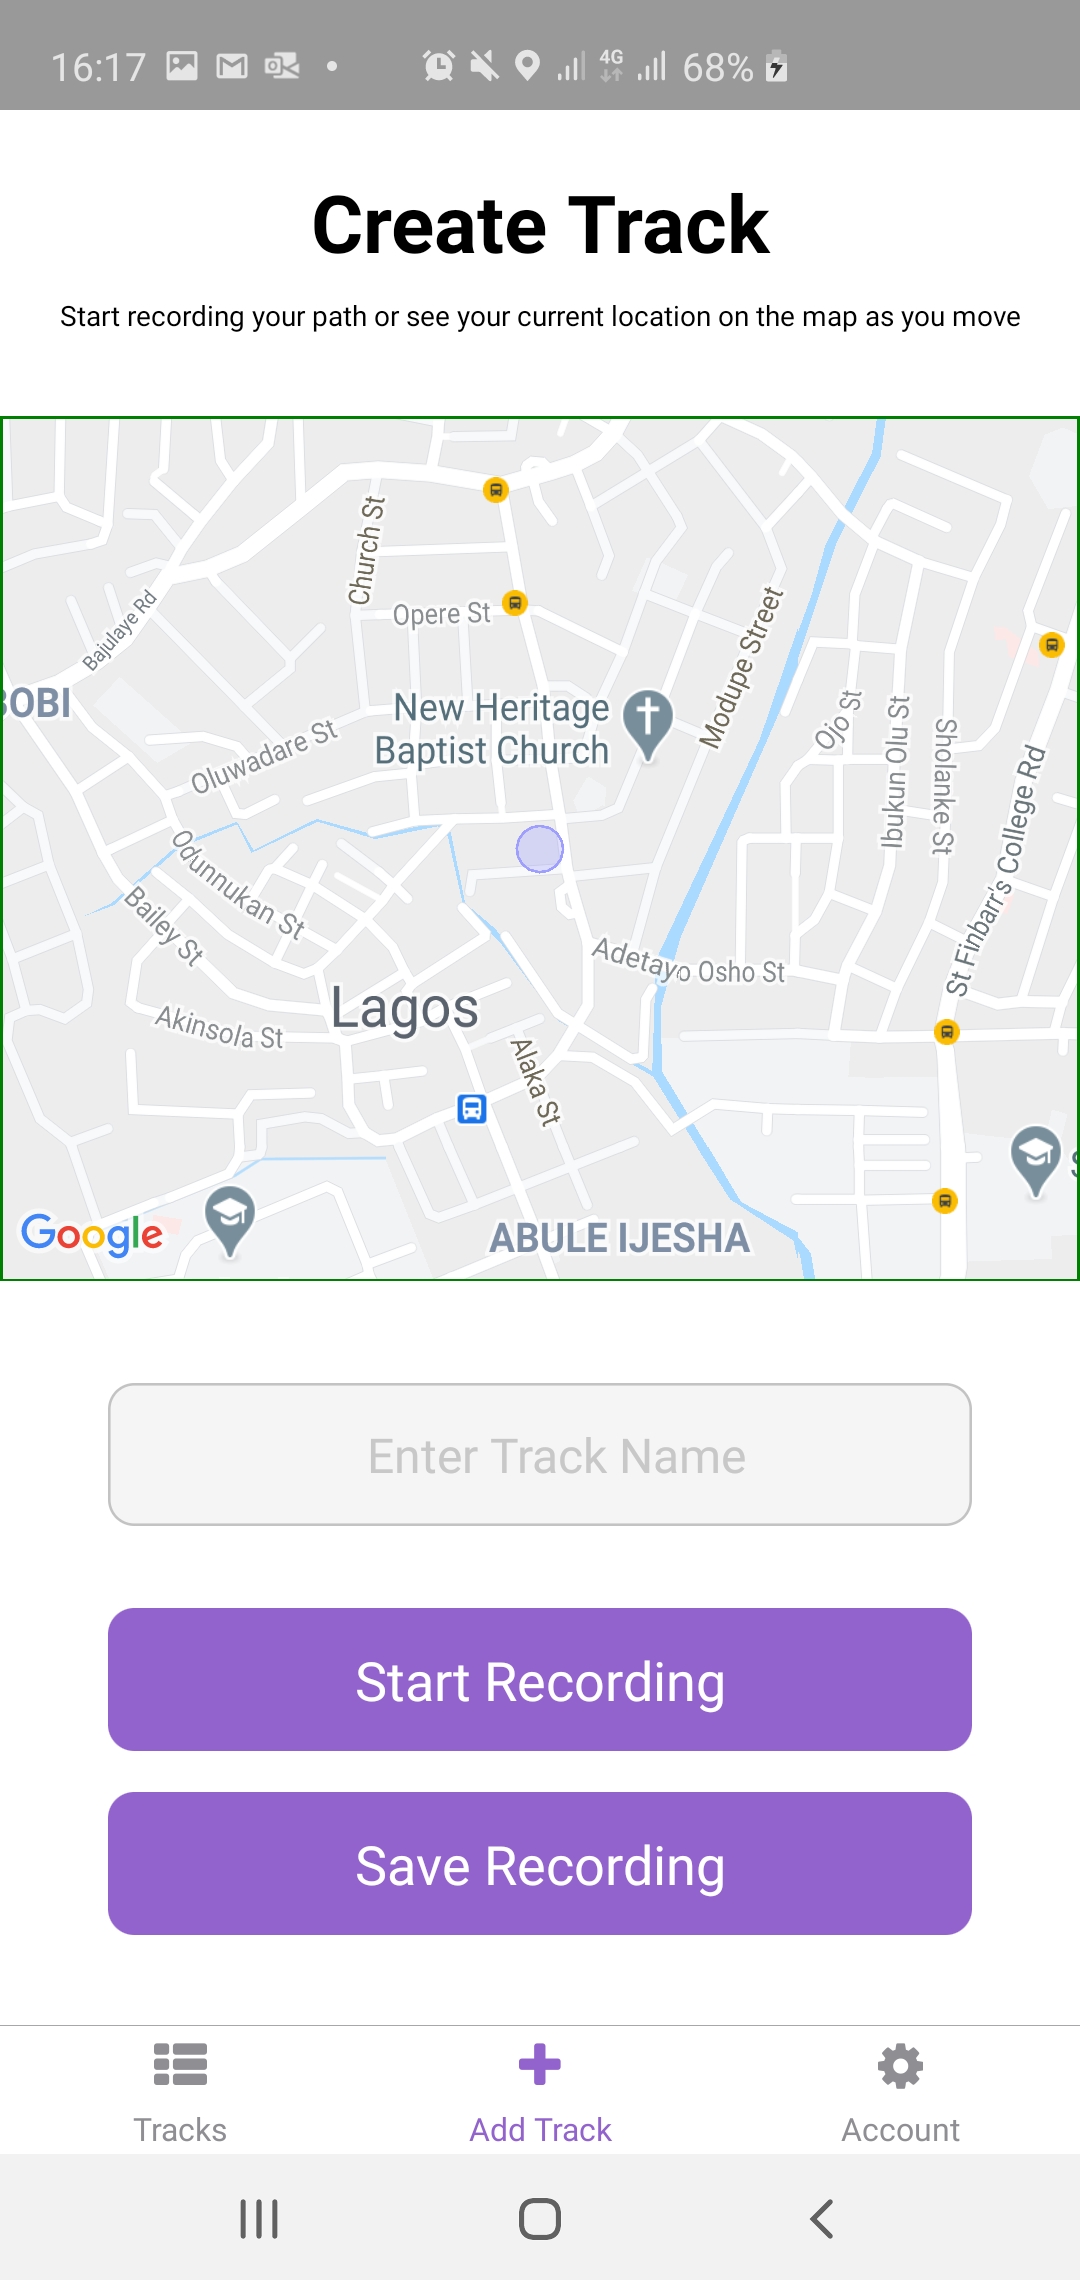 16:17
4G
68%
Create Track
Start recording your path or see your current location on the map as you move
Church St
Opere St
Bajulaye Rd
Modupe Street
BOBI
New Heritage
Baptist Church
Ojo St
Ibukun Olu St
Sholanke St
Oluwadare St
St Finbarr's College Rd
Odunnukan St
Bailey St
Adetayo Osho St
Lagos
Akinsola St
Alaka St
S
Google
ABULE IJESHA
Enter Track Name
Start Recording
Save Recording
Tracks
Add Track
Account